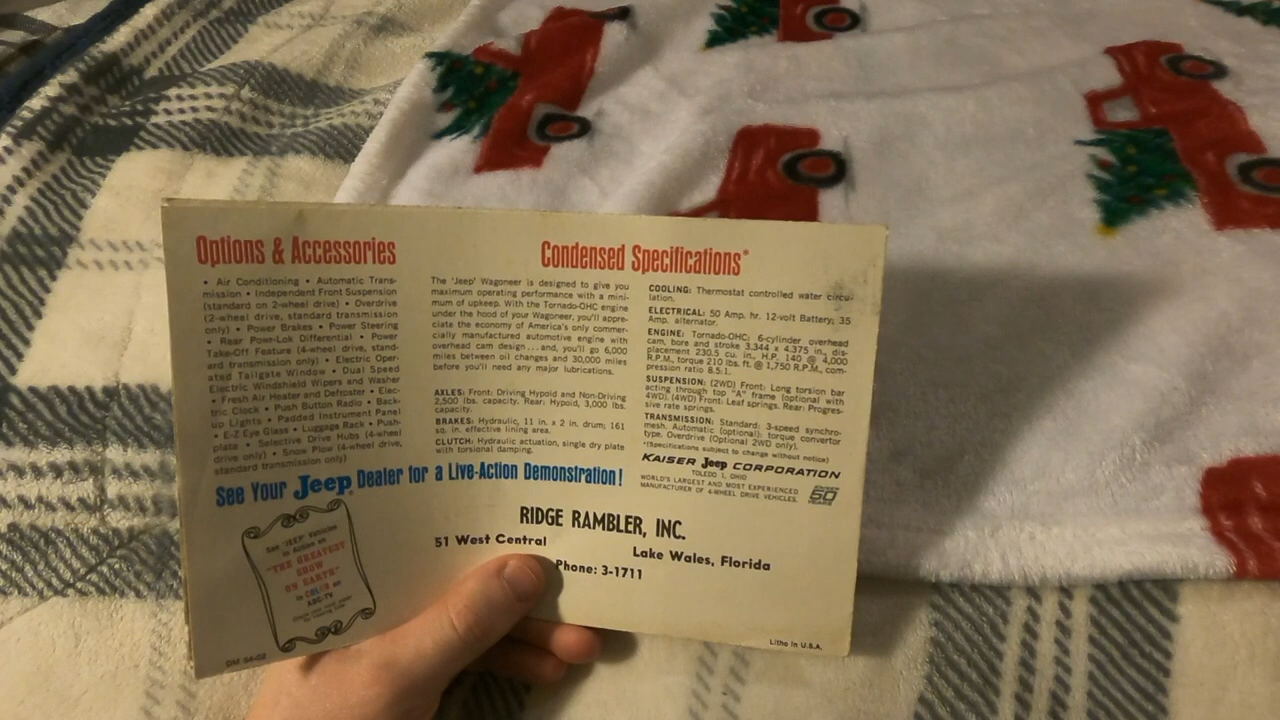 Options & Accessories
• Air Conditioning • Automatic Trans-
mission • Independent Front Suspension
(standard on 2-wheel drive) • Overdrive
(2-wheel drive, standard transmission
only) • Power Brakes • Power Steering
• Rear Powr-Lok Differential • Power
Take-Off Feature (4-wheel drive, stand-
ard transmission only) • Electric Oper-
ated Tailgate Window • Dual Speed
Electric Windshield Wipers and Washer
• Fresh Air Heater and Defroster • Elec-
tric Clock • Push Button Radio • Back-
up Lights • Padded Instrument Panel
• E-Z Eye Glass • Luggage Rack • Push-
plate • Selective Drive Hubs (4-wheel
drive only) • Snow Plow (4-wheel drive,
standard transmission only)
Condensed Specifications*
The 'Jeep' Wagoneer is designed to give you
maximum operating performance with a mini-
mum of upkeep. With the Tornado-OHC engine
under the hood of your Wagoneer, you'll appre-
ciate the economy of America's only commer-
cially manufactured automotive engine with
overhead cam design...and, you'll go 6,000
miles between oil changes and 30,000 miles
before you'll need any major lubrications.
AXLES: Front: Driving Hypoid and Non-Driving
2,500 lbs. capacity. Rear: Hypoid, 3,000 lbs.
capacity.
BRAKES: Hydraulic, 11 in. x 2 in. drum; 161
sq. in. effective lining area.
CLUTCH: Hydraulic actuation, single dry plate
with torsional damping.
COOLING: Thermostat controlled water circu-
lation.
ELECTRICAL: 50 Amp. hr. 12-volt Battery; 35
Amp. alternator.
ENGINE: Tornado-OHC: 6-cylinder overhead
cam, bore and stroke 3.344 x 4.375 in., dis-
placement 230.5 cu. in., H.P. 140 @ 4,000
R.P.M., torque 210 lbs. ft. @ 1,750 R.P.M., com-
pression ratio 8.5:1.
SUSPENSION: (2WD) Front: Long torsion bar
acting through top "A" frame (optional with
4WD). (4WD) Front: Leaf springs. Rear: Progres-
sive rate springs.
TRANSMISSION: Standard: 3-speed synchro-
mesh. Automatic (optional): torque convertor
type. Overdrive (Optional 2WD only).
*(Specifications subject to change without notice)
KAISER Jeep CORPORATION
TOLEDO 1, OHIO
WORLD'S LARGEST AND MOST EXPERIENCED
MANUFACTURER OF 4-WHEEL DRIVE VEHICLES.
50
YEARS
See Your Jeep® Dealer for a Live-Action Demonstration!
See 'JEEP' Vehicles
in Action on
"THE GREATEST
SHOW
ON EARTH"
in COLOR on
ABC-TV
RIDGE RAMBLER, INC.
51 West Central
Lake Wales, Florida
Phone: 3-1711
DM 64-02
Litho in U.S.A.